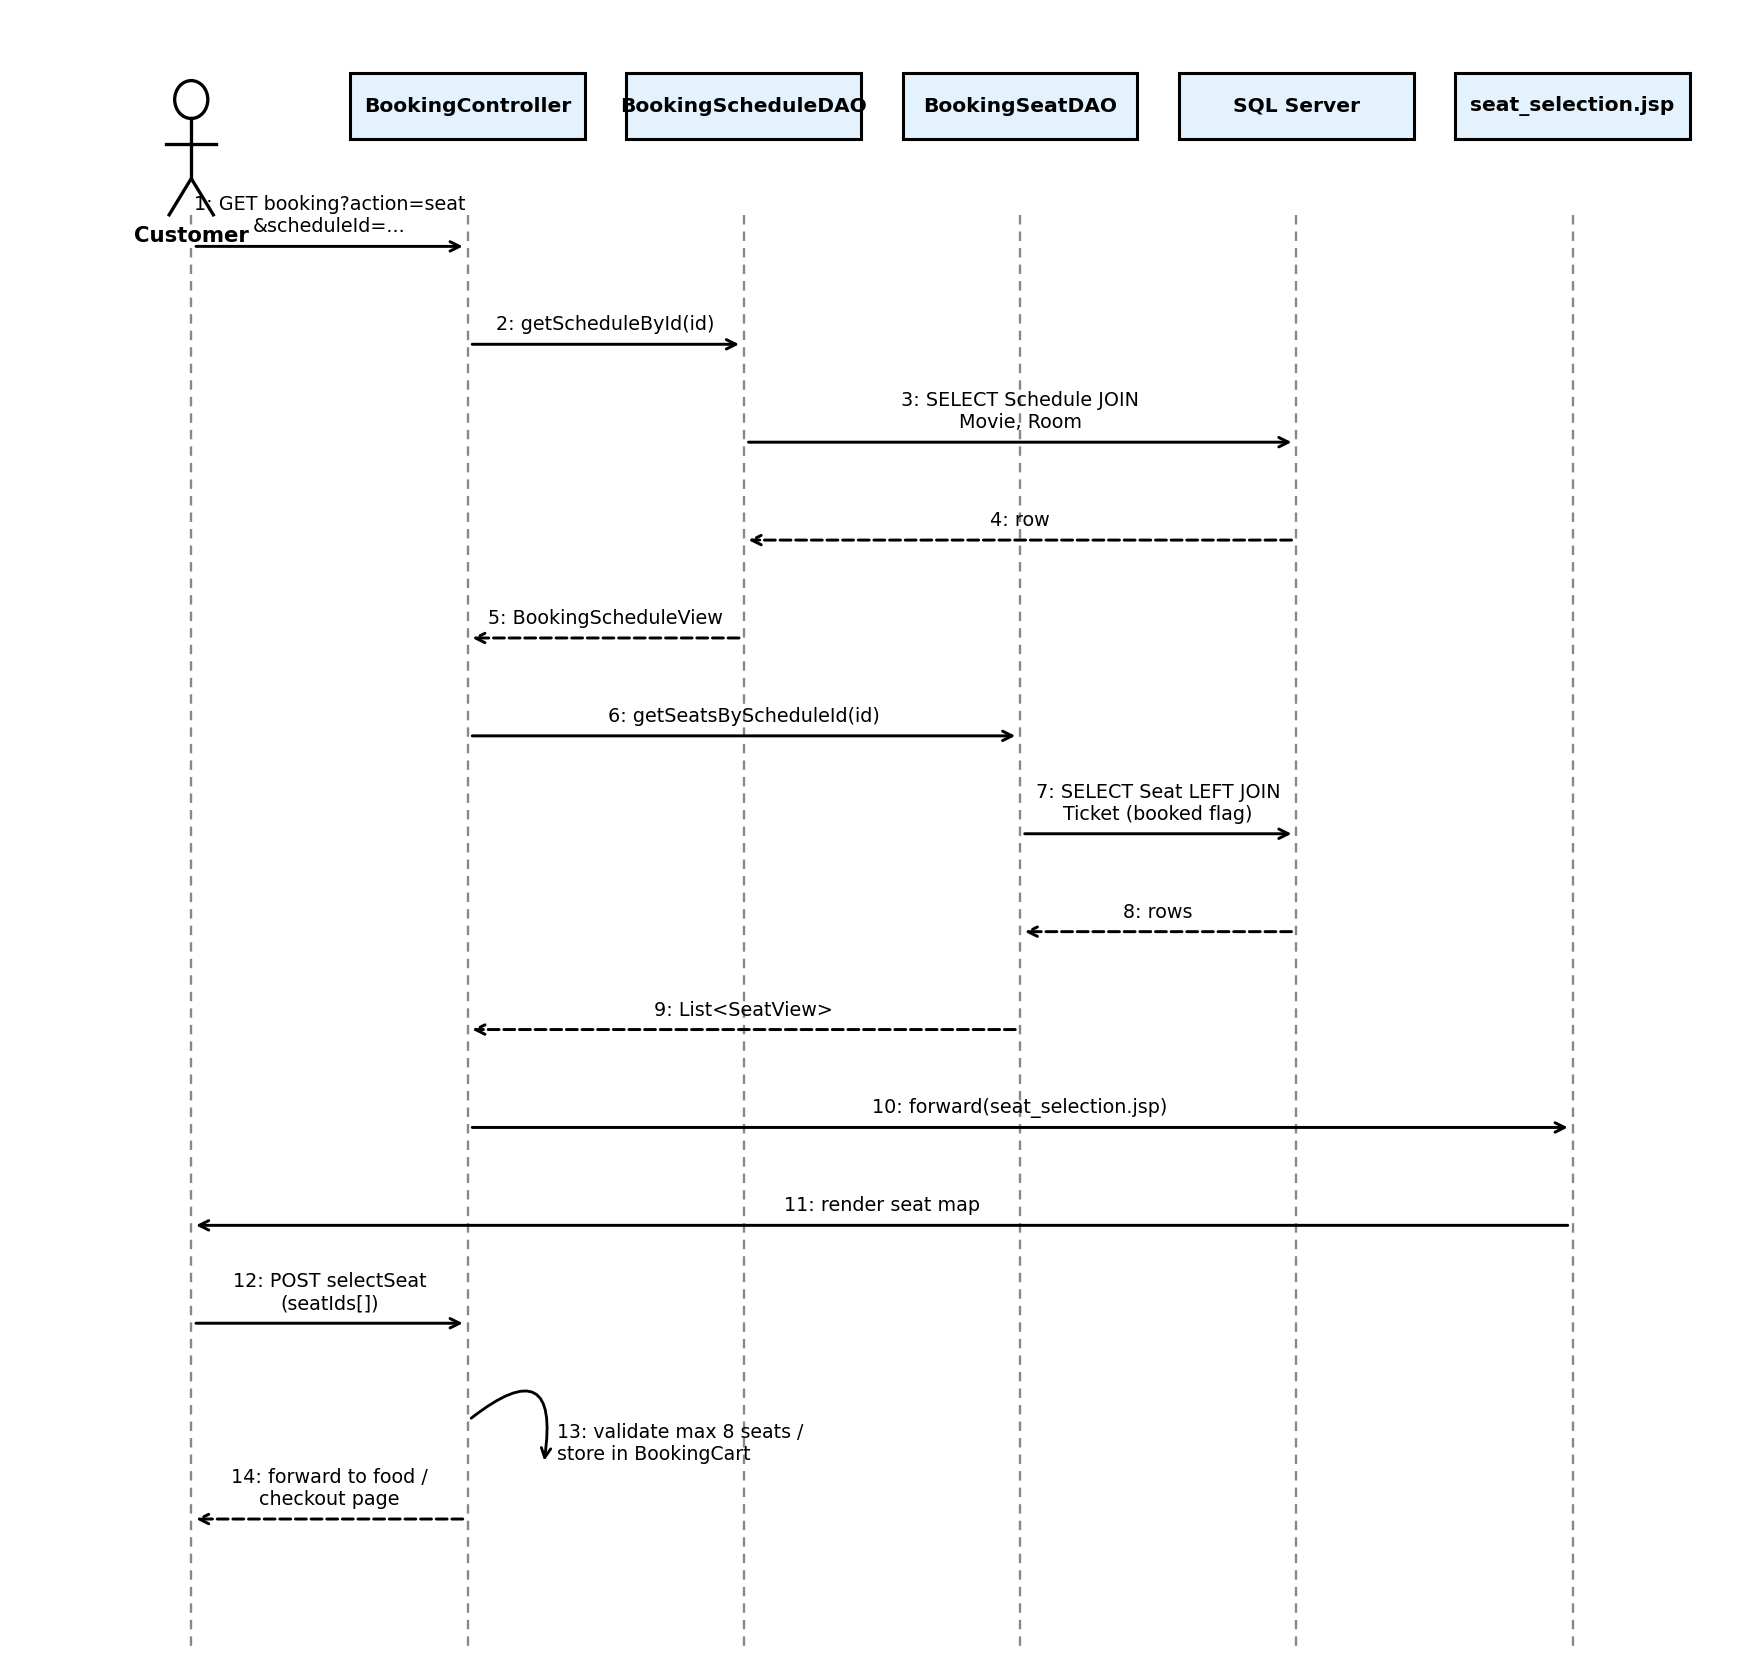 BookingController
BookingScheduleDAO
BookingSeatDAO
SQL Server
seat_selection.jsp
Customer
1: GET booking?action=seat
&scheduleId=...
2: getScheduleById(id)
3: SELECT Schedule JOIN
Movie, Room
4: row
5: BookingScheduleView
6: getSeatsByScheduleId(id)
7: SELECT Seat LEFT JOIN
Ticket (booked flag)
8: rows
9: List<SeatView>
10: forward(seat_selection.jsp)
11: render seat map
12: POST selectSeat
(seatIds[])
13: validate max 8 seats /
store in BookingCart
14: forward to food /
checkout page